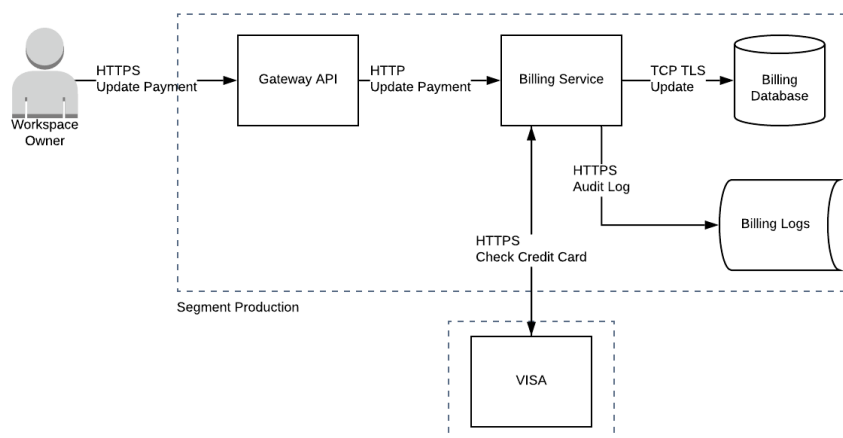 HTTPS
Update Payment
Gateway API
HTTP
Update Payment
Billing Service
TCP TLS
Update
Billing
Database
Workspace
Owner
HTTPS
Audit Log
Billing Logs
HTTPS
Check Credit Card
Segment Production
VISA